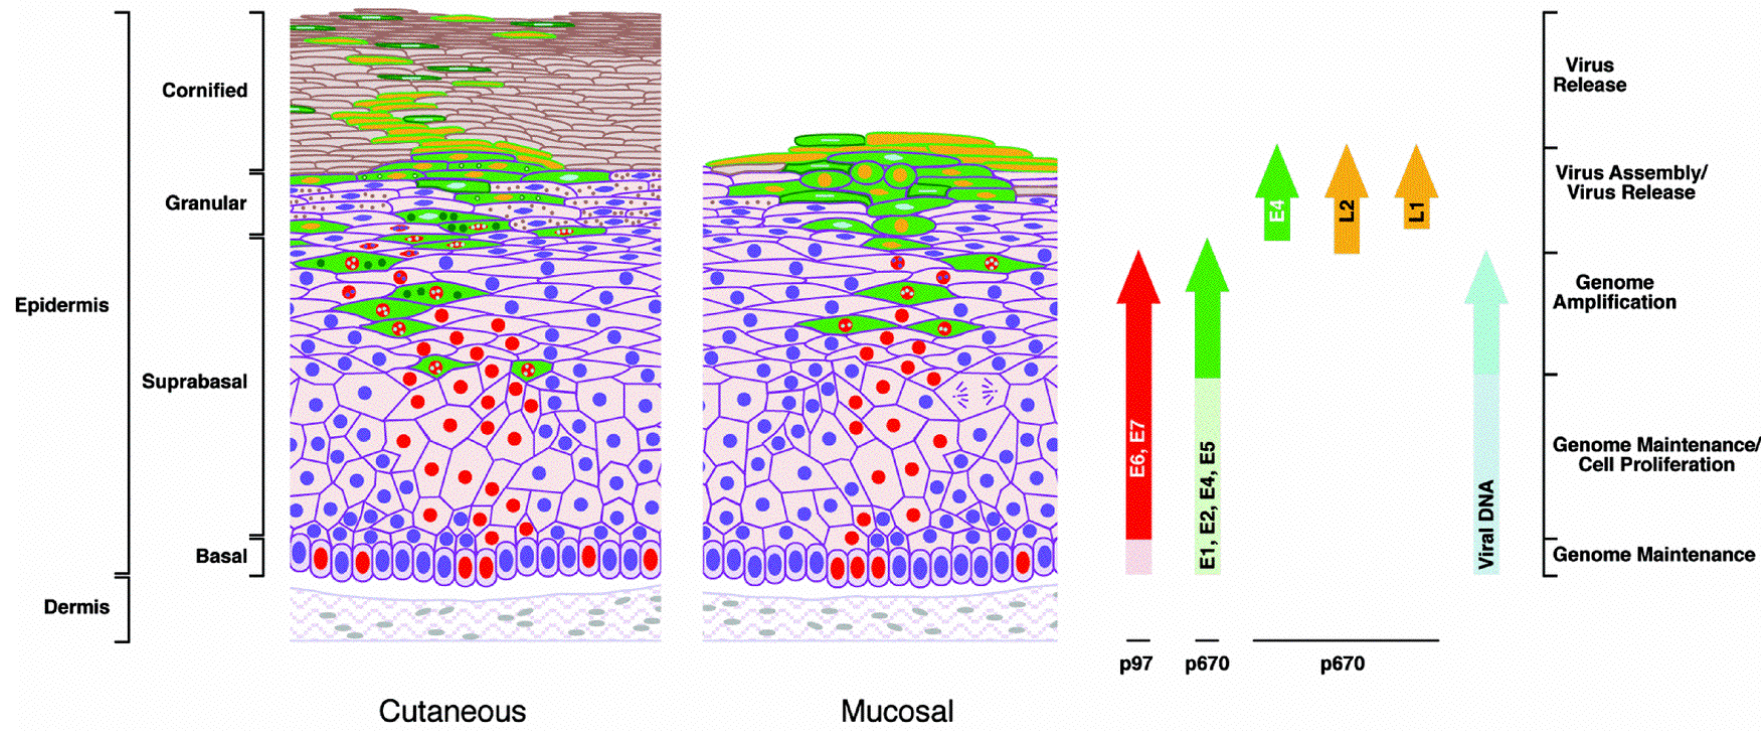 Cornified
Granular
Epidermis
Suprabasal
Basal
Dermis
Cutaneous
Mucosal
E6, E7
E1, E2, E4, E5
E4
L2
L1
Viral DNA
p97
p670
p670
Virus
Release
Virus Assembly/
Virus Release
Genome
Amplification
Genome Maintenance/
Cell Proliferation
Genome Maintenance